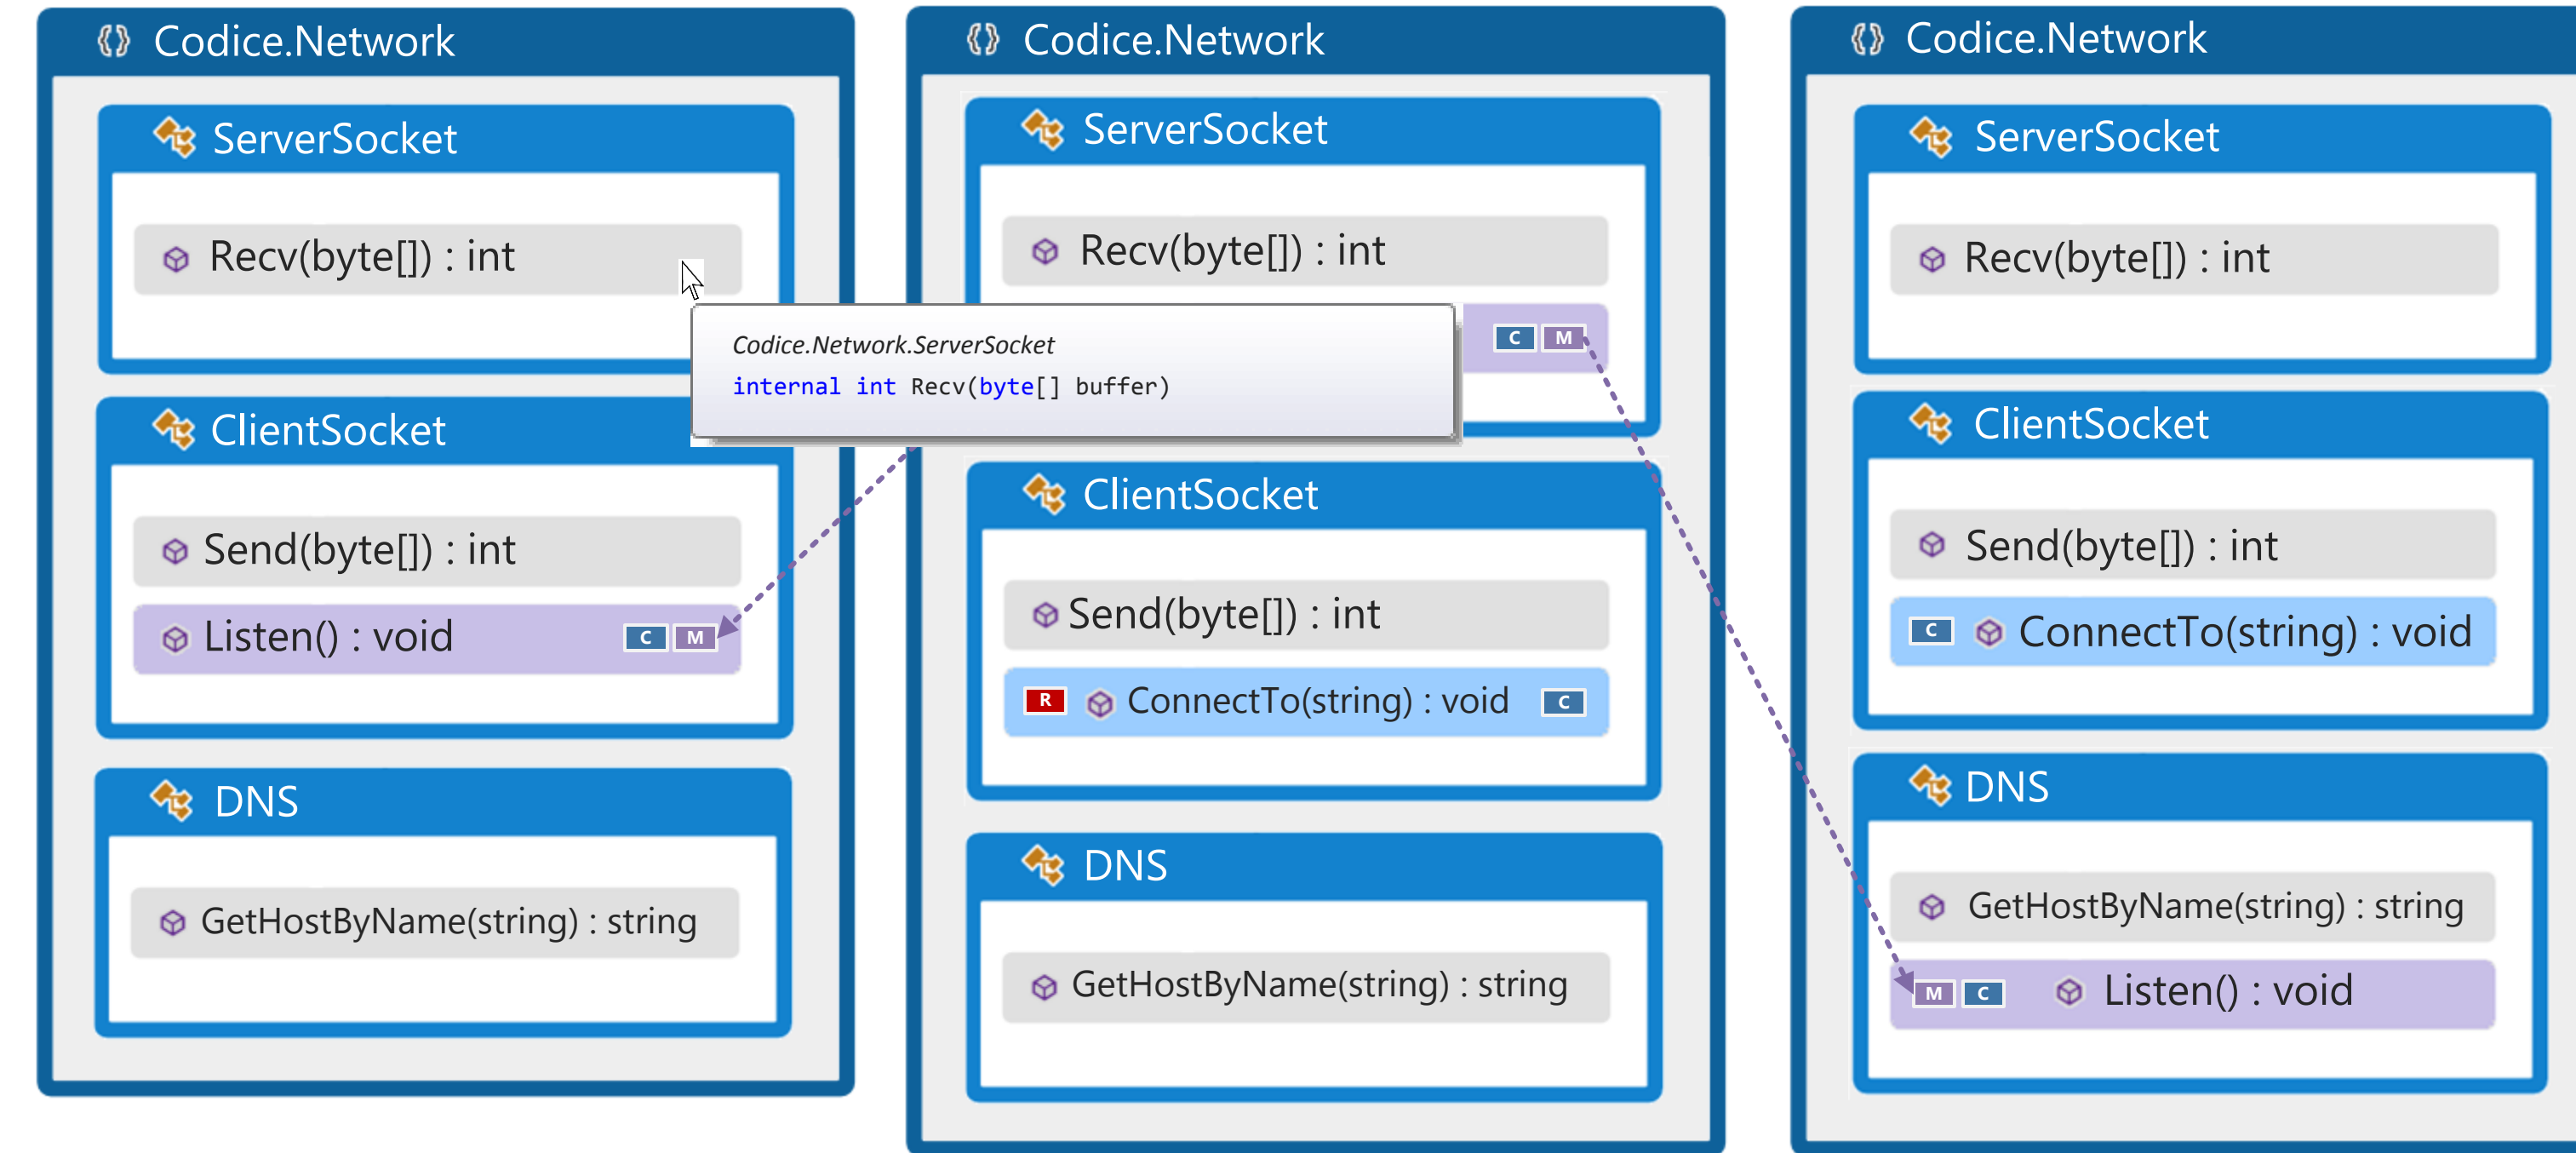 {} Codice.Network
ServerSocket
Recv(byte[]) : int
ClientSocket
Send(byte[]) : int
Listen() : void C M
DNS
GetHostByName(string) : string
Codice.Network.ServerSocket
internal int Recv(byte[] buffer)
{} Codice.Network
ServerSocket
Recv(byte[]) : int
C M
ClientSocket
Send(byte[]) : int
R ConnectTo(string) : void C
DNS
GetHostByName(string) : string
{} Codice.Network
ServerSocket
Recv(byte[]) : int
ClientSocket
Send(byte[]) : int
C ConnectTo(string) : void
DNS
GetHostByName(string) : string
M C Listen() : void